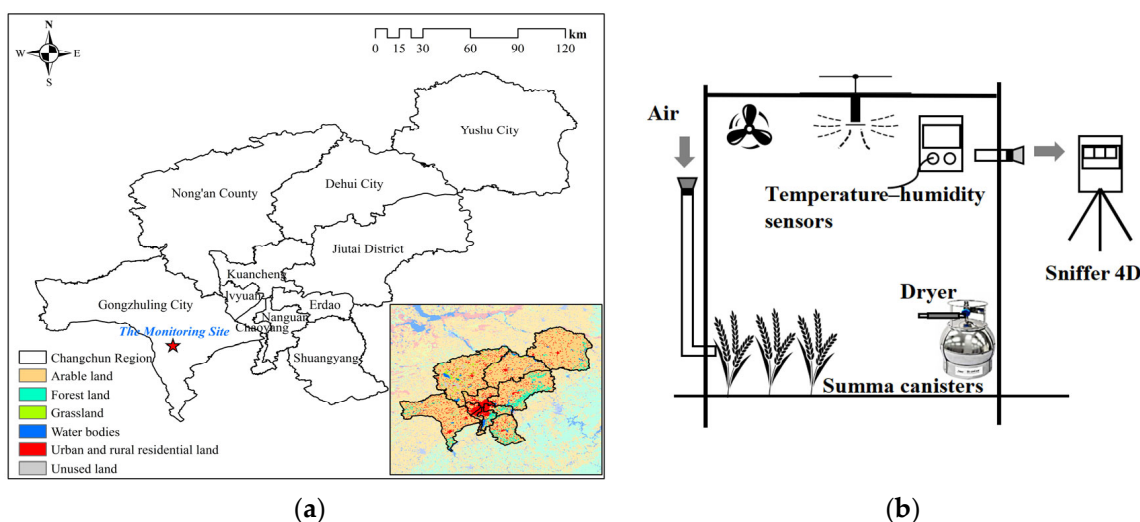 N
W E
S
km
0 15 30 60 90 120
Yushu City
Nong'an County
Dehui City
Jiutai District
Kuancheng
Gongzhuling City
Erdao
Nanguan
Chaoyang
The Monitoring Site
Shuangyang
Changchun Region
Arable land
Forest land
Grassland
Water bodies
Urban and rural residential land
Unused land
(a)
Air
Temperature–humidity
sensors
Sniffer 4D
Dryer
Summa canisters
(b)